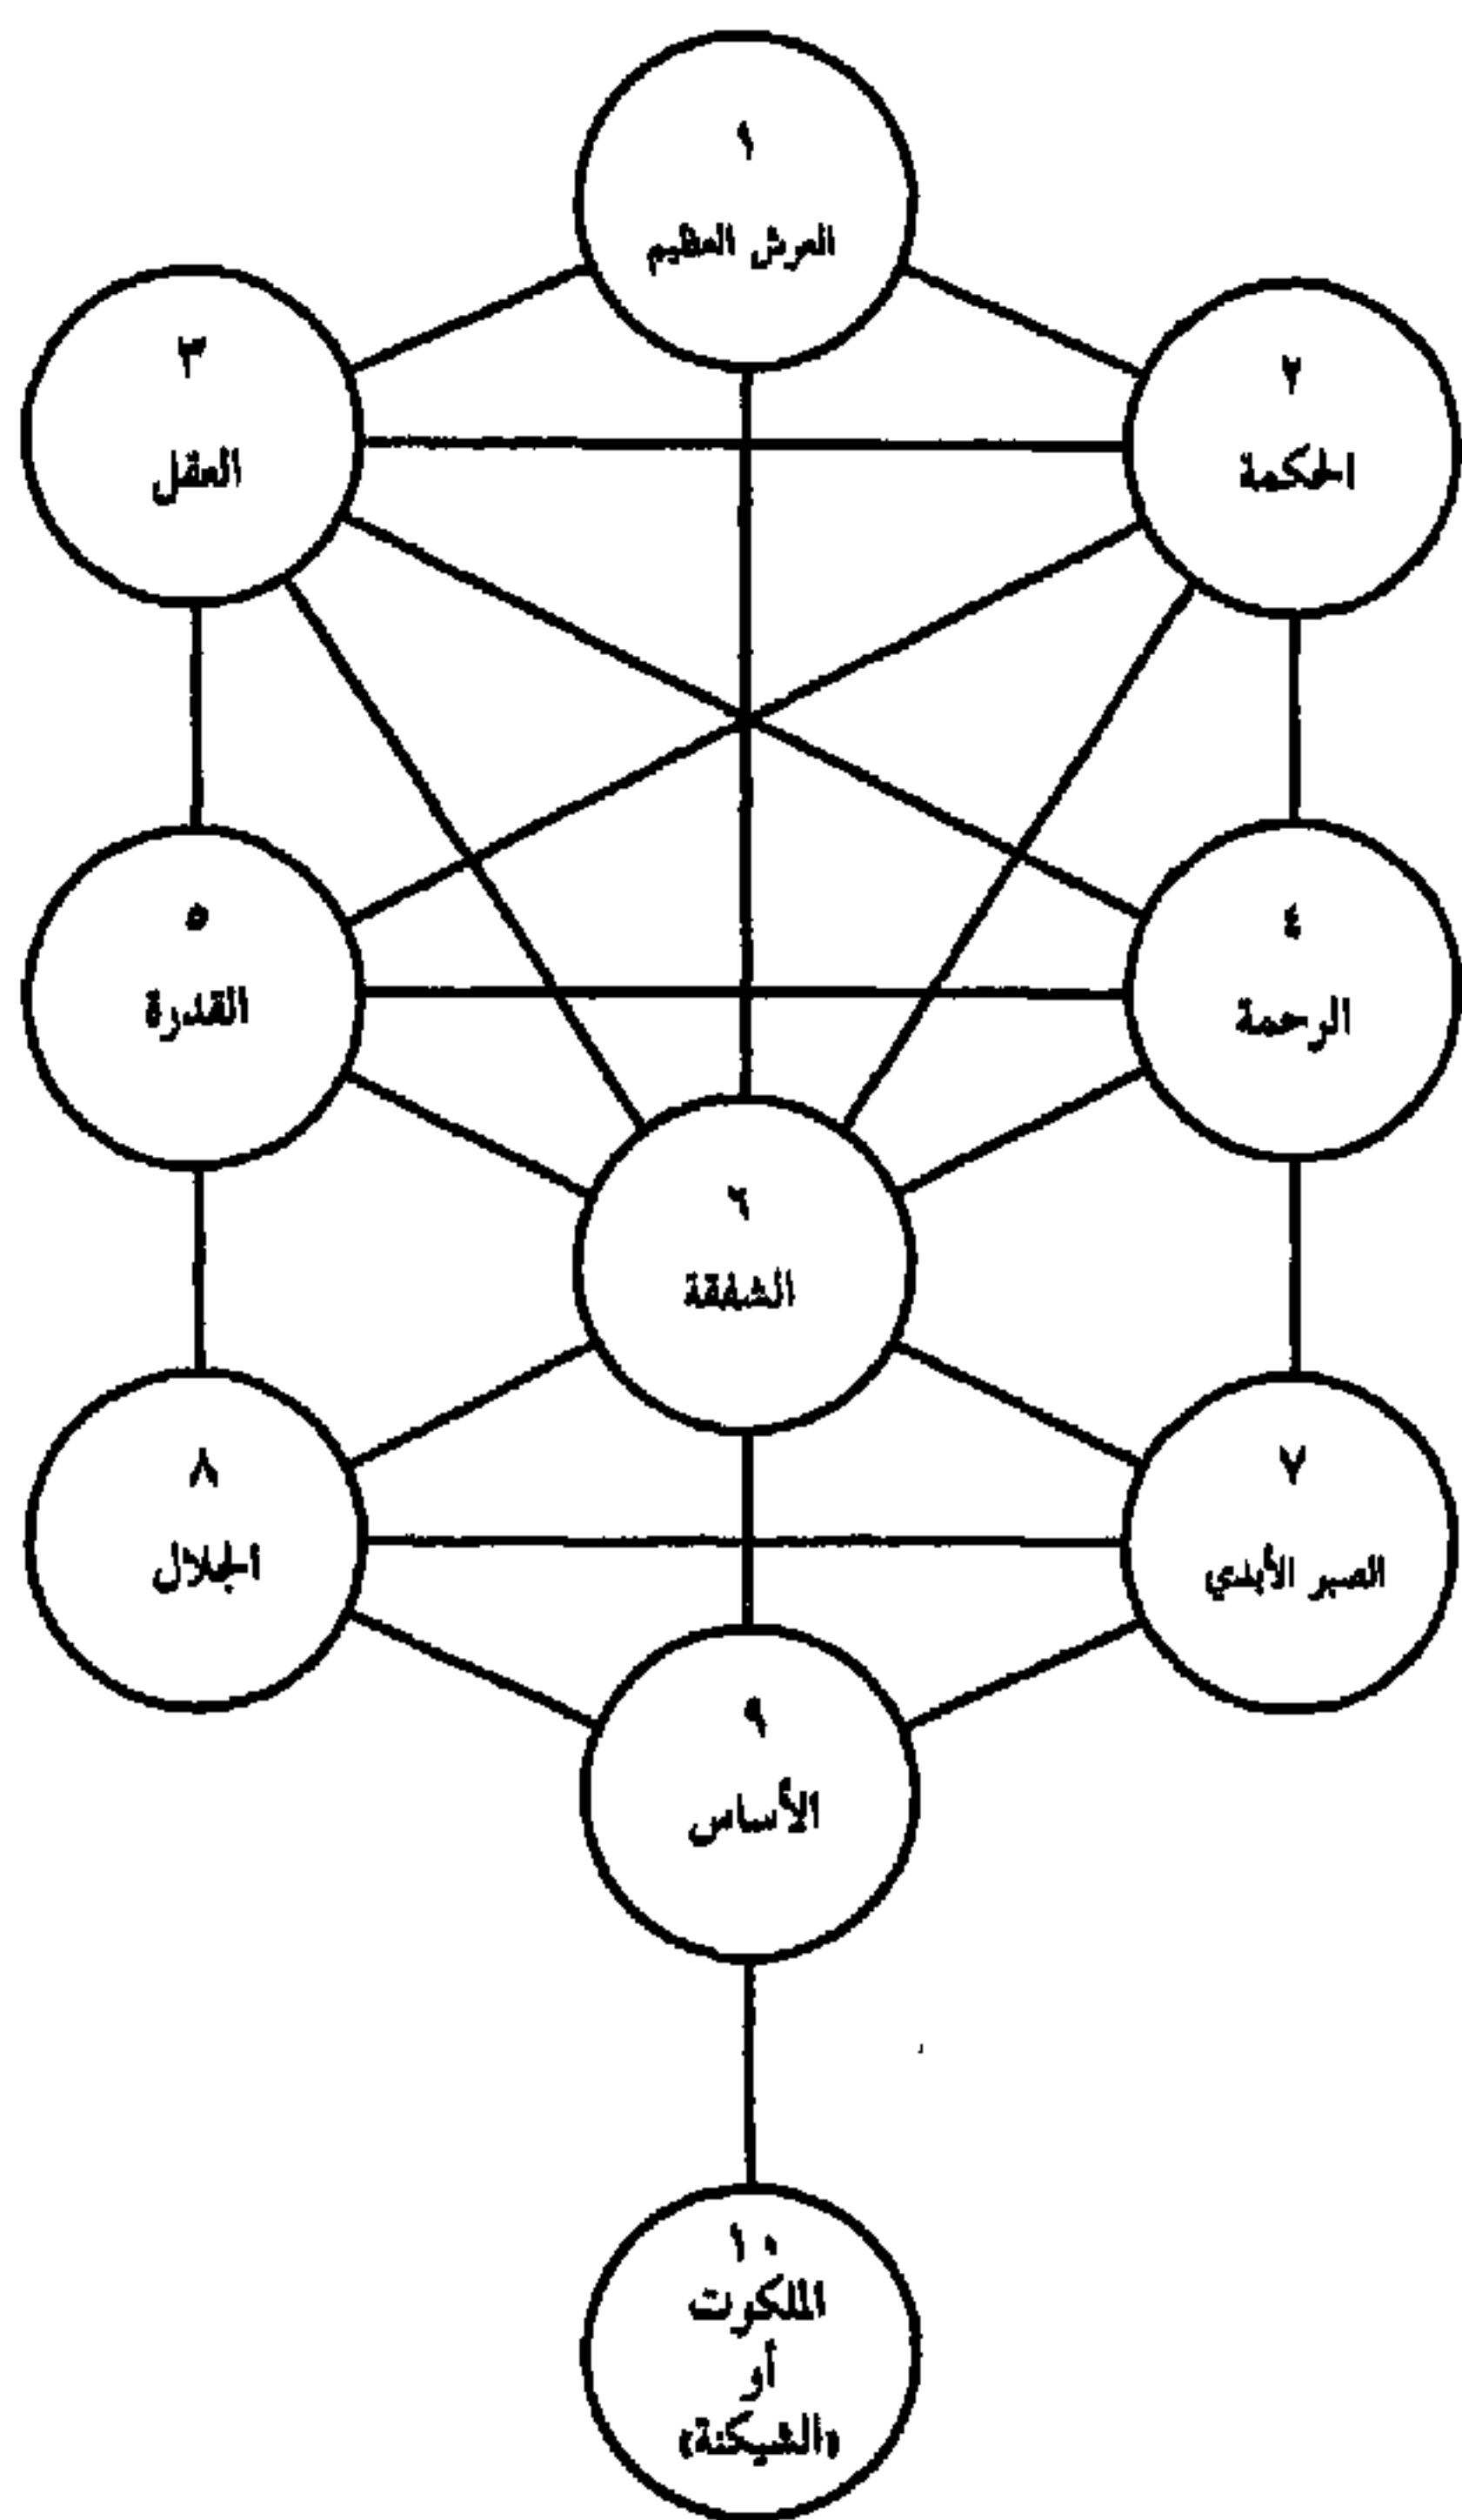 ١
العرش العظيم
٢
الحكمة
٣
العقل
٤
الرحمة
٥
القدرة
٦
الشفقة
٧
الصبر الأبدي
٨
الجلال
٩
الأساس
١٠
الملكوت
أو
(الشيكنة)